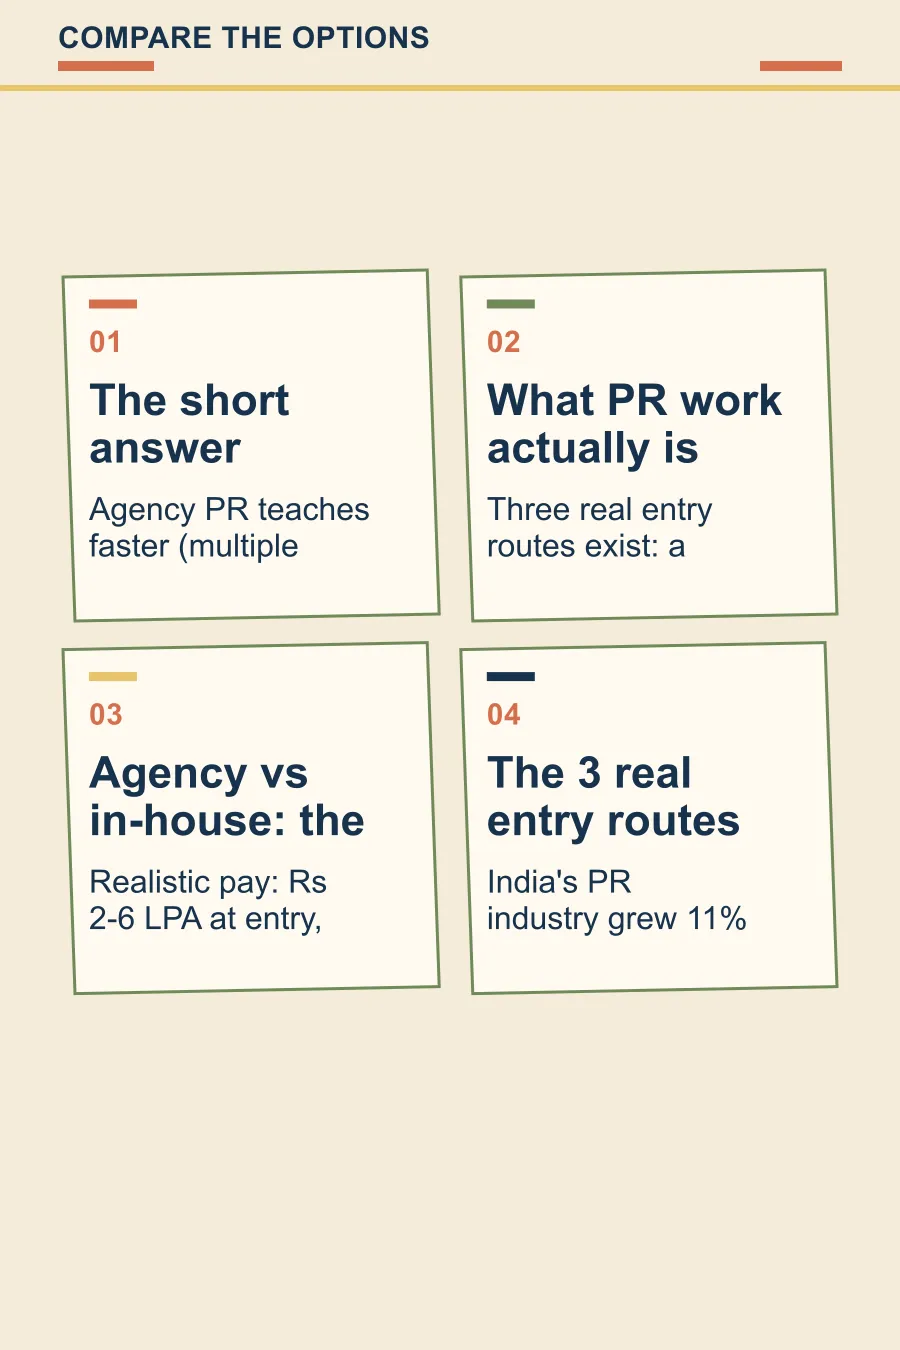 COMPARE THE OPTIONS
01
The short
answer
Agency PR teaches
faster (multiple
02
What PR work
actually is
Three real entry
routes exist: a
03
Agency vs
in-house: the
Realistic pay: Rs
2-6 LPA at entry,
04
The 3 real
entry routes
India's PR
industry grew 11%